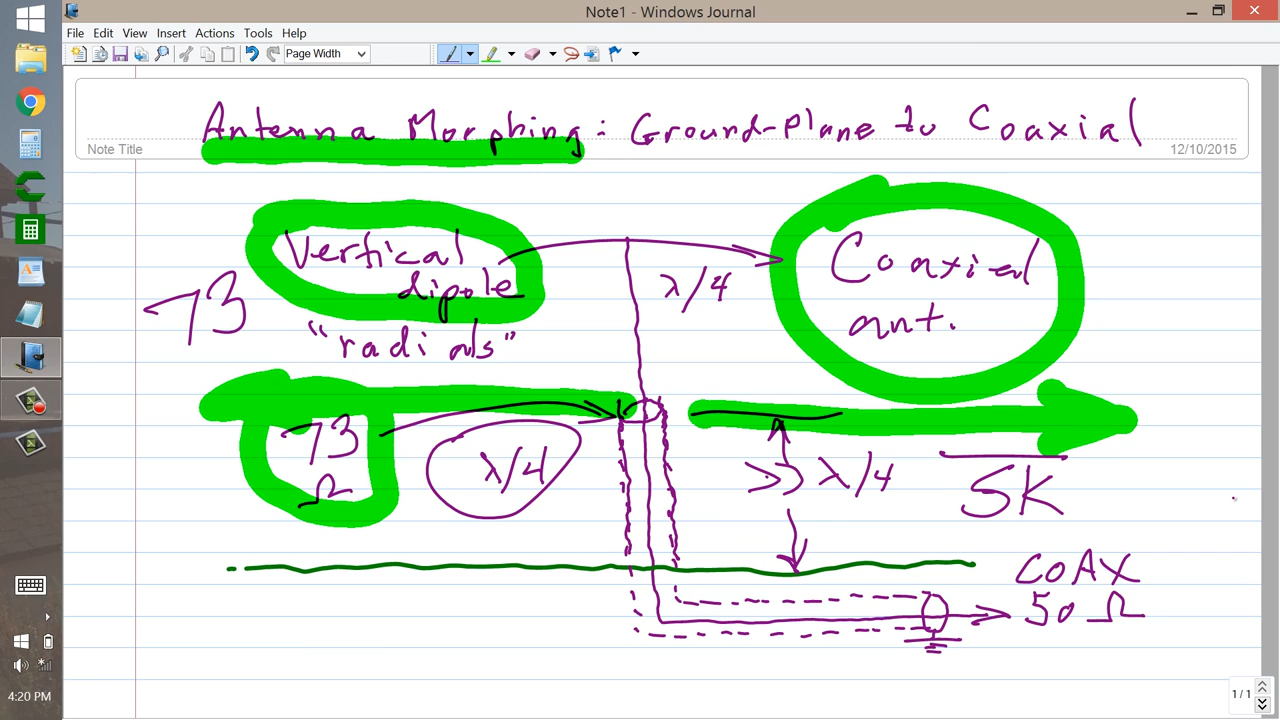 Note1 - Windows Journal
File Edit View Insert Actions Tools Help
Page Width
Antenna Morphing: Ground-Plane to Coaxial
Note Title
12/10/2015
Vertical
dipole
λ/4
Coaxial
ant.
73
"radials"
73
Ω
λ/4
>> λ/4
SK
COAX
50 Ω
1/1
4:20 PM